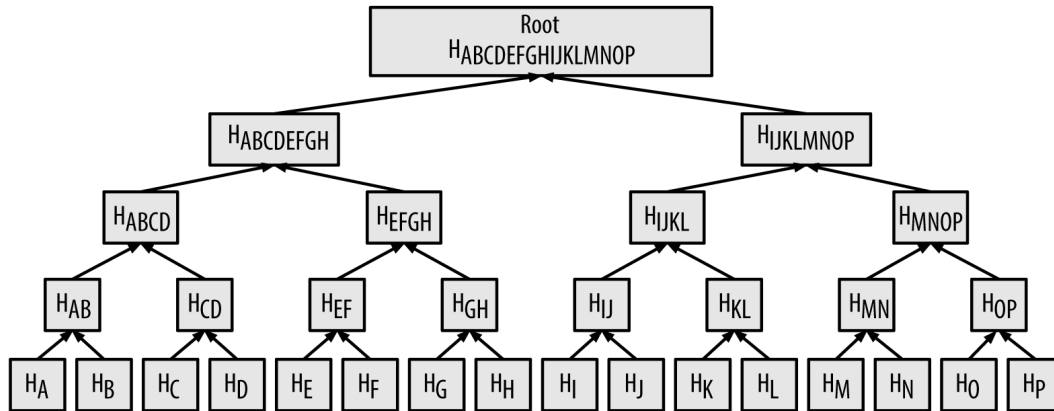 Root
HABCDEFGHIJKLMNOP
HABCDEFGH
HIJKLMNOP
HABCD
HEFGH
HIJKL
HMNOP
HAB
HCD
HEF
HGH
HIJ
HKL
HMN
HOP
HA
HB
HC
HD
HE
HF
HG
HH
HI
HJ
HK
HL
HM
HN
HO
HP